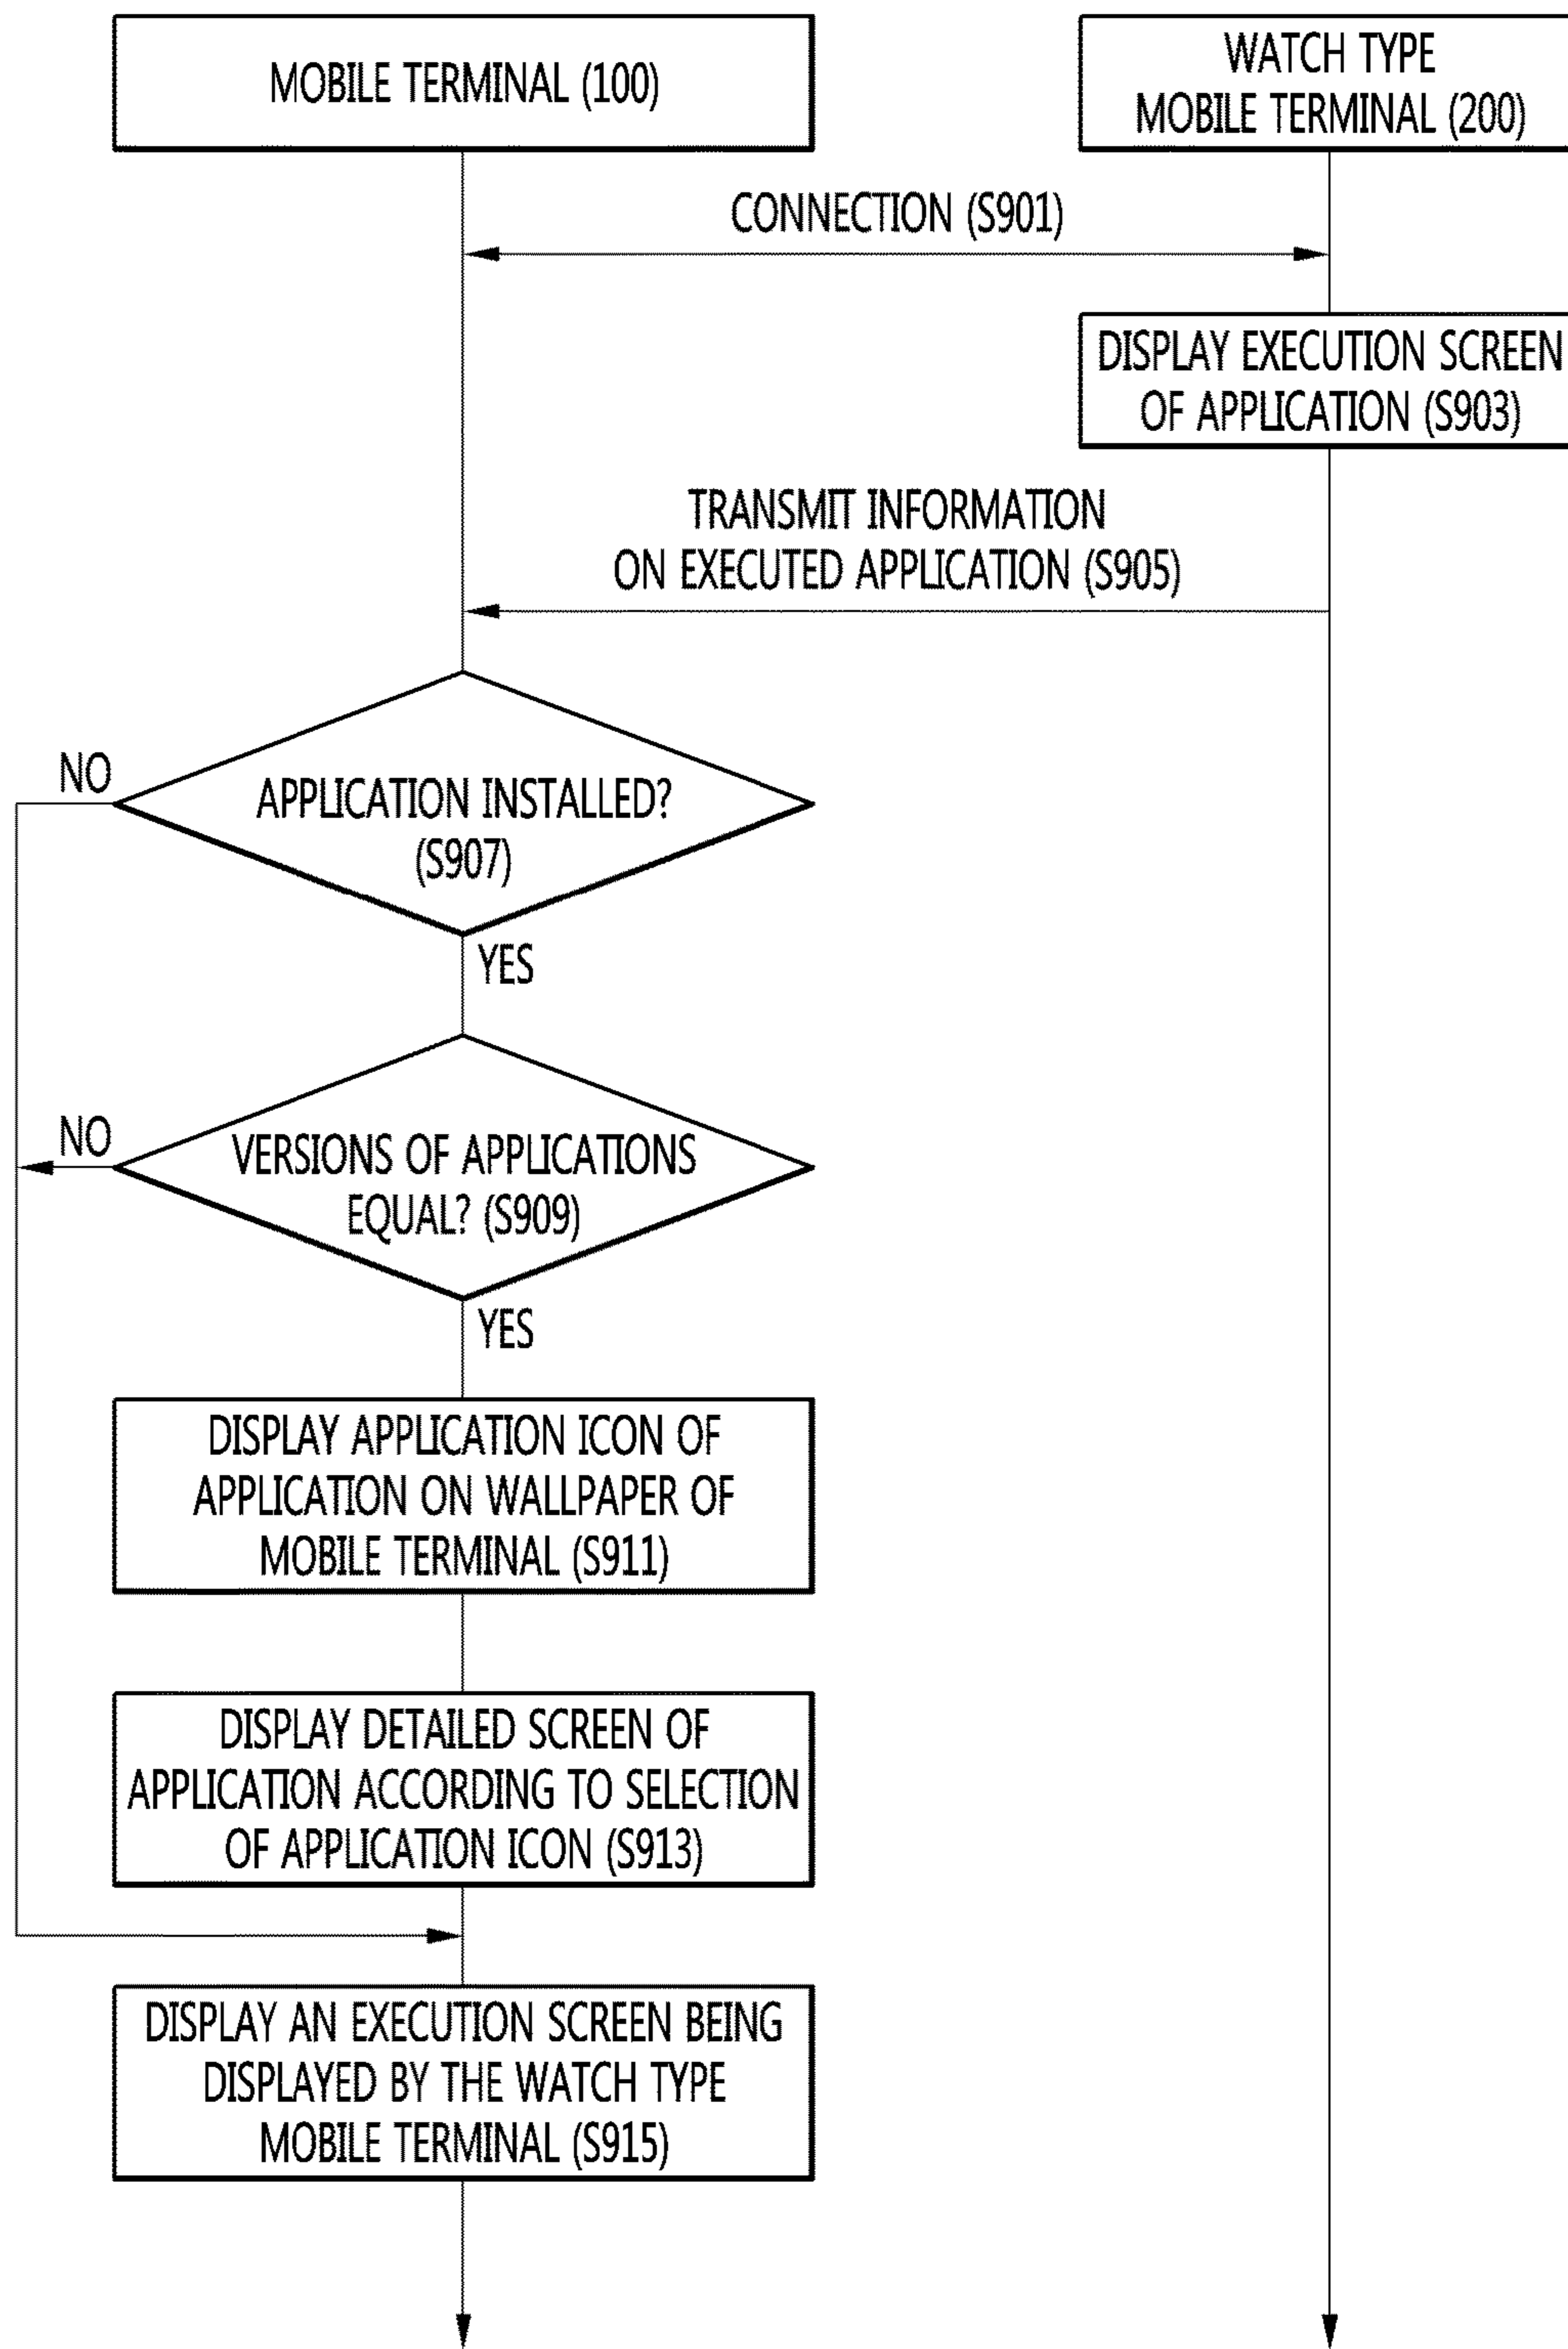 MOBILE TERMINAL (100)
WATCH TYPE
MOBILE TERMINAL (200)
CONNECTION (S901)
DISPLAY EXECUTION SCREEN
OF APPLICATION (S903)
TRANSMIT INFORMATION
ON EXECUTED APPLICATION (S905)
NO
APPLICATION INSTALLED?
(S907)
YES
NO
VERSIONS OF APPLICATIONS
EQUAL? (S909)
YES
DISPLAY APPLICATION ICON OF
APPLICATION ON WALLPAPER OF
MOBILE TERMINAL (S911)
DISPLAY DETAILED SCREEN OF
APPLICATION ACCORDING TO SELECTION
OF APPLICATION ICON (S913)
DISPLAY AN EXECUTION SCREEN BEING
DISPLAYED BY THE WATCH TYPE
MOBILE TERMINAL (S915)